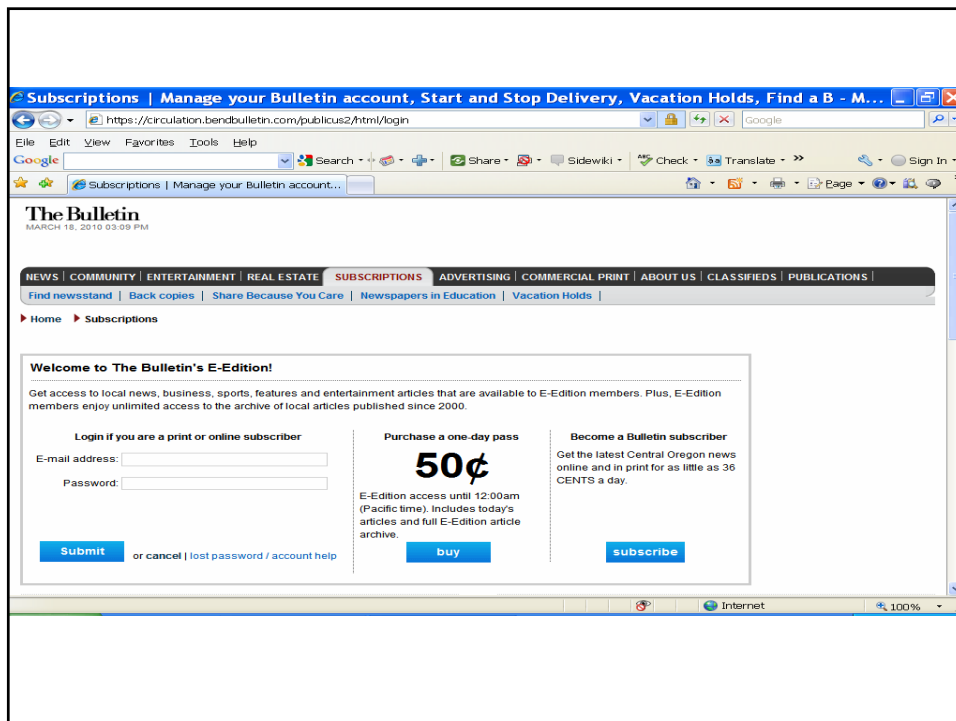 Subscriptions | Manage your Bulletin account, Start and Stop Delivery, Vacation Holds, Find a B - M...
https://circulation.bendbulletin.com/publicus2/html/login
Google
File Edit View Favorites Tools Help
Google Search Share Sidewiki Check Translate Sign In
Subscriptions | Manage your Bulletin account... Page
The Bulletin
MARCH 18, 2010 03:09 PM
NEWS | COMMUNITY | ENTERTAINMENT | REAL ESTATE SUBSCRIPTIONS ADVERTISING | COMMERCIAL PRINT | ABOUT US | CLASSIFIEDS | PUBLICATIONS |
Find newsstand | Back copies | Share Because You Care | Newspapers in Education | Vacation Holds |
Home Subscriptions
Welcome to The Bulletin's E-Edition!
Get access to local news, business, sports, features and entertainment articles that are available to E-Edition members. Plus, E-Edition
members enjoy unlimited access to the archive of local articles published since 2000.
Login if you are a print or online subscriber
E-mail address:
Password:
Submit or cancel | lost password / account help
Purchase a one-day pass
50¢
E-Edition access until 12:00am
(Pacific time). Includes today's
articles and full E-Edition article
archive.
buy
Become a Bulletin subscriber
Get the latest Central Oregon news
online and in print for as little as 36
CENTS a day.
subscribe
Internet 100%